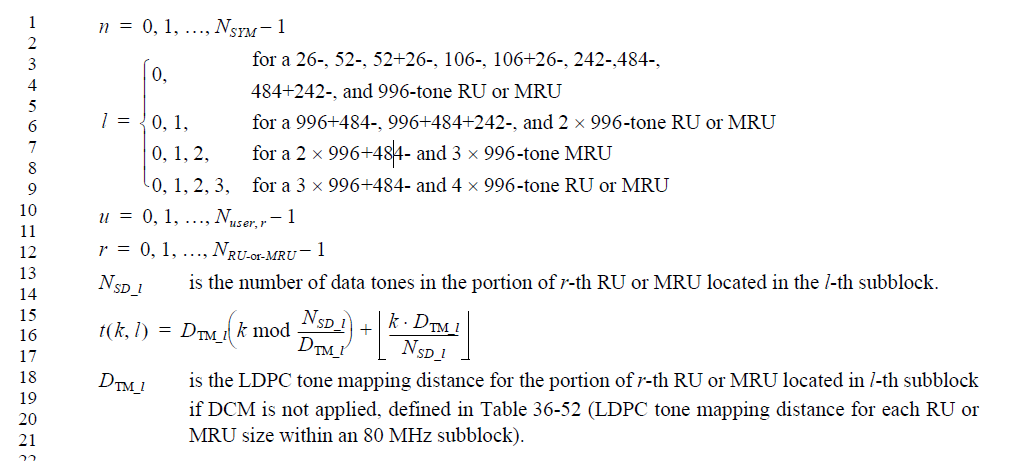 1
2
3
4
5
6
7
8
9
10
11
12
13
14
15
16
17
18
19
20
21
n = 0, 1, …, N_SYM – 1
for a 26-, 52-, 52+26-, 106-, 106+26-, 242-,484-,
0,
484+242-, and 996-tone RU or MRU
l = { 0, 1, for a 996+484-, 996+484+242-, and 2 × 996-tone RU or MRU
0, 1, 2, for a 2 × 996+484- and 3 × 996-tone MRU
0, 1, 2, 3, for a 3 × 996+484- and 4 × 996-tone RU or MRU
u = 0, 1, …, N_user, r – 1
r = 0, 1, …, N_RU-or-MRU – 1
N_SD_l is the number of data tones in the portion of r-th RU or MRU located in the l-th subblock.
t(k, l) = D_TM_l (k mod N_SD_l / D_TM_l) + ⌊k · D_TM_l / N_SD_l⌋
D_TM_l is the LDPC tone mapping distance for the portion of r-th RU or MRU located in l-th subblock
if DCM is not applied, defined in Table 36-52 (LDPC tone mapping distance for each RU or
MRU size within an 80 MHz subblock).